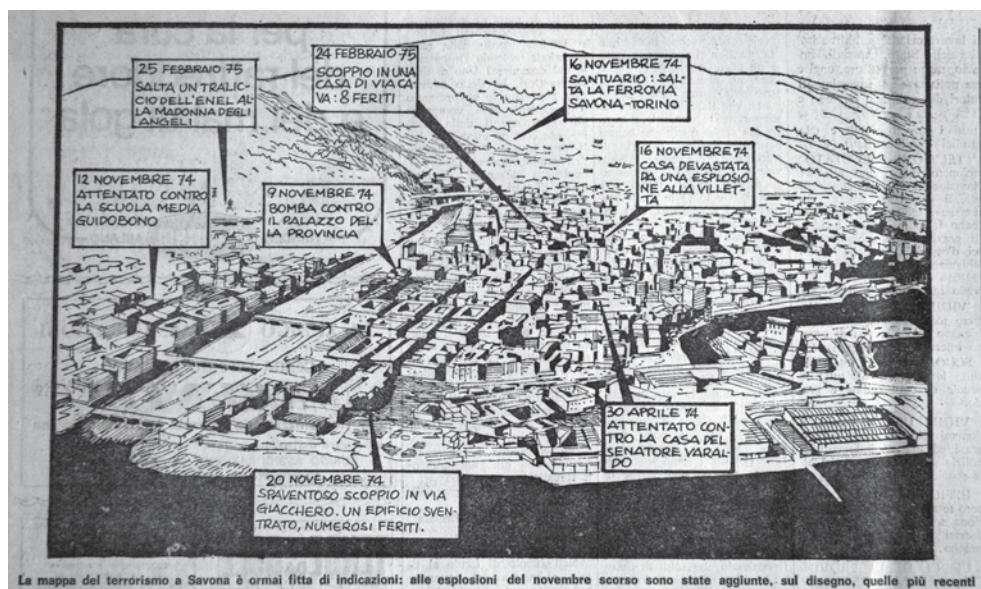 25 FEBBRAIO 75
SALTA UN TRALIC-
CIO DELL'ENEL AL-
LA MADONNA DEGLI
ANGELI
24 FEBBRAIO 75
SCOPPIO IN UNA
CASA DI VIA CA-
VA: 8 FERITI
16 NOVEMBRE 74
SANTUARIO: SAL-
TA LA FERROVIA
SAVONA-TORINO
12 NOVEMBRE 74
ATTENTATO CONTRO
LA SCUOLA MEDIA
GUIDOBONO
9 NOVEMBRE 74
BOMBA CONTRO
IL PALAZZO DEL-
LA PROVINCIA
16 NOVEMBRE 74
CASA DEVASTATA
DA UNA ESPLOSIO-
NE ALLA VILLET-
TA
30 APRILE 74
ATTENTATO CON-
TRO LA CASA DEL
SENATORE VARAL-
DO
20 NOVEMBRE 74
SPAVENTOSO SCOPPIO IN VIA
GIACCHERO. UN EDIFICIO SVEN-
TRATO, NUMEROSI FERITI.
La mappa del terrorismo a Savona è ormai fitta di indicazioni: alle esplosioni del novembre scorso sono state aggiunte, sul disegno, quelle più recenti